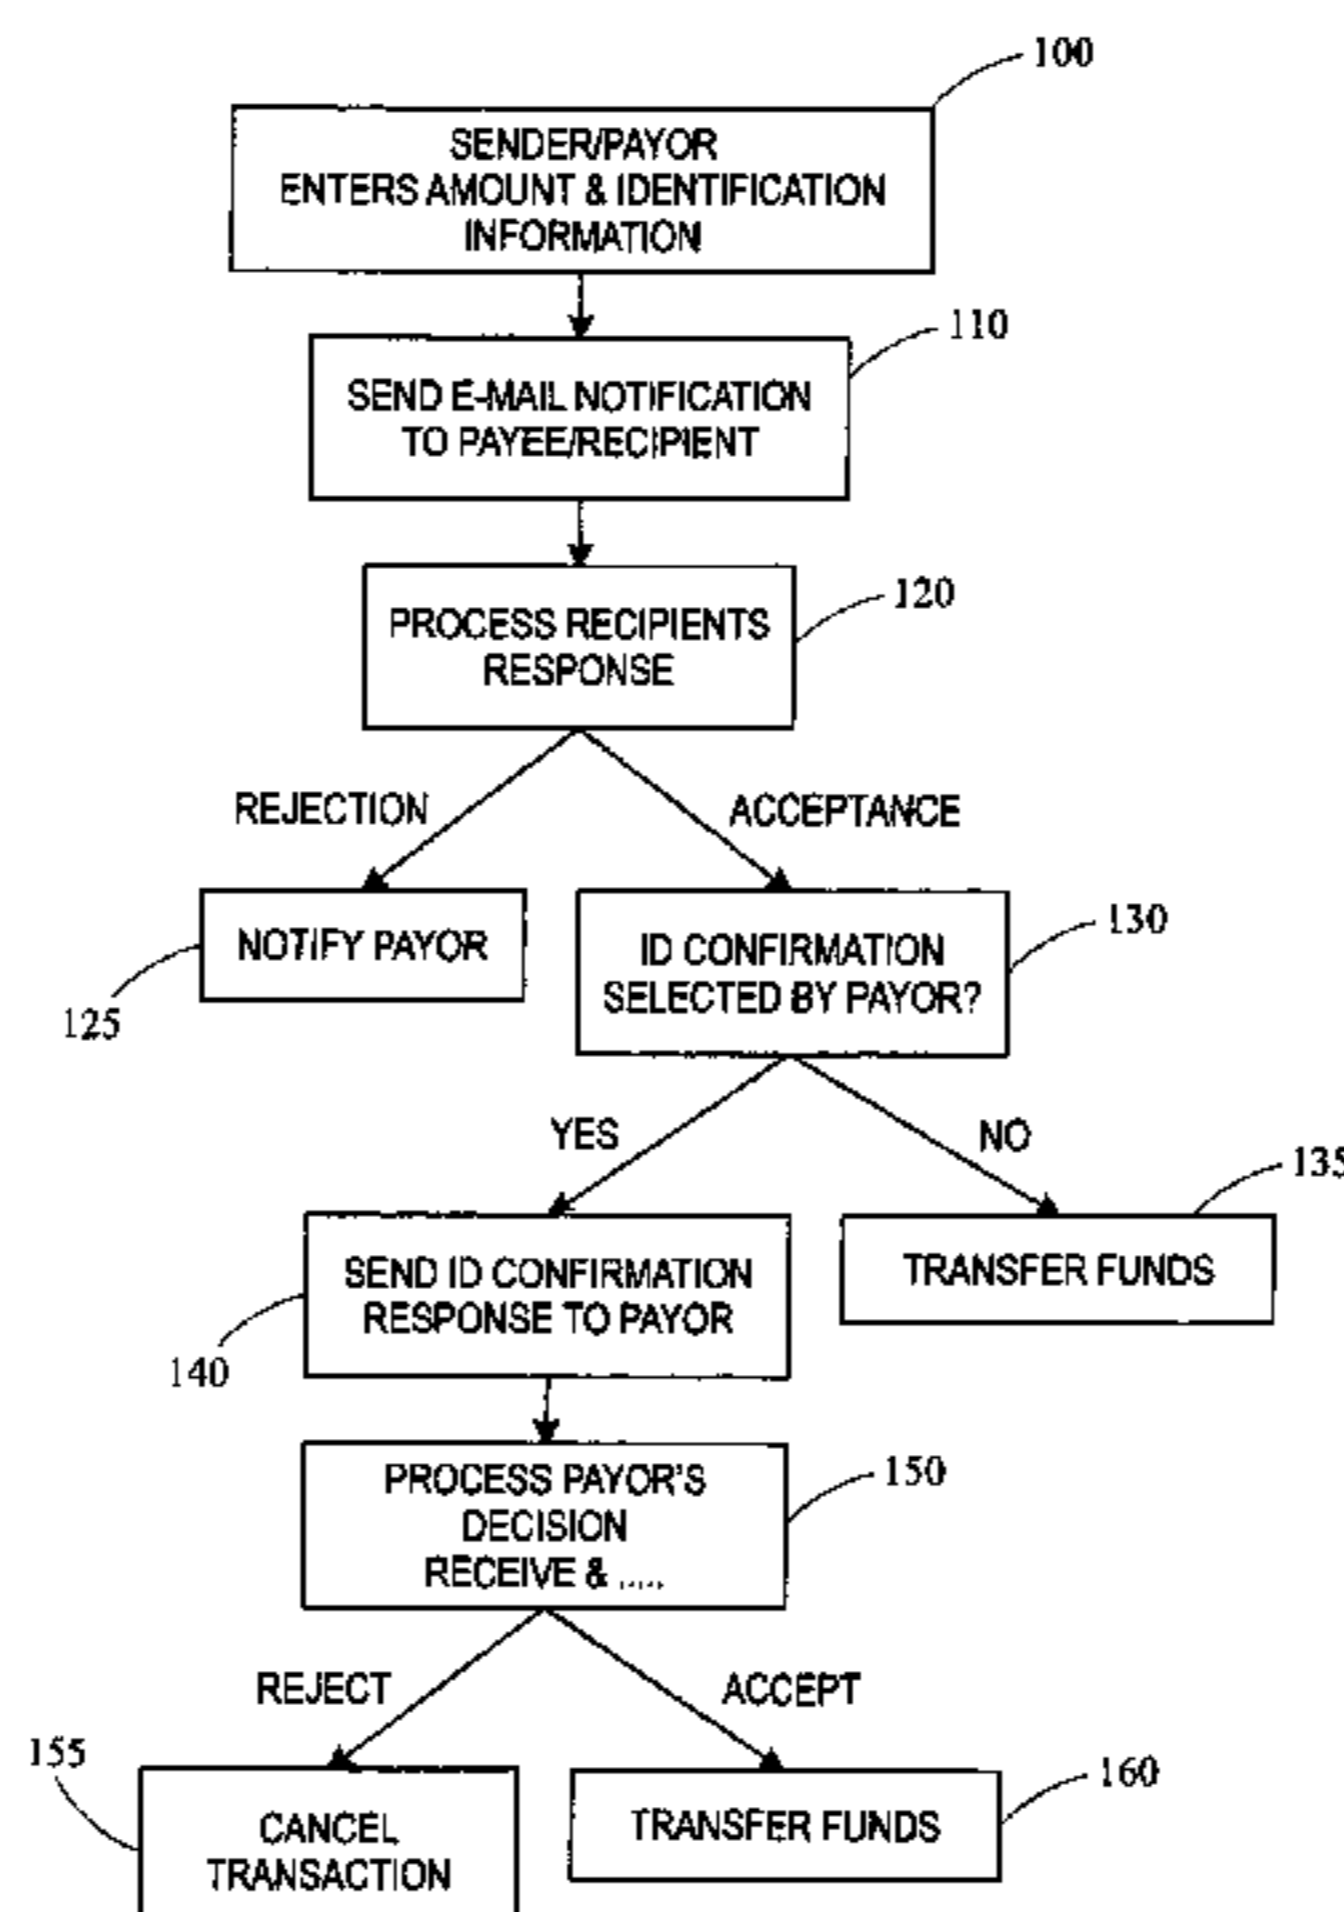 100
SENDER/PAYOR
ENTERS AMOUNT & IDENTIFICATION
INFORMATION
110
SEND E-MAIL NOTIFICATION
TO PAYEE/RECIPIENT
120
PROCESS RECIPIENTS
RESPONSE
REJECTION
ACCEPTANCE
NOTIFY PAYOR
125
130
ID CONFIRMATION
SELECTED BY PAYOR?
YES
NO
135
SEND ID CONFIRMATION
RESPONSE TO PAYOR
140
TRANSFER FUNDS
PROCESS PAYOR'S
DECISION
RECEIVE & .....
150
REJECT
ACCEPT
155
CANCEL
TRANSACTION
TRANSFER FUNDS
160